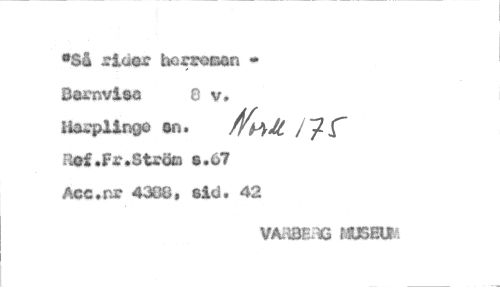 "Så rider herreman -
Barnvisa 8 v.
Harplinge sn. Nordl 175
Ref.Fr.Ström s.67
Acc.nr 4388, sid. 42
VARBERG MUSEUM